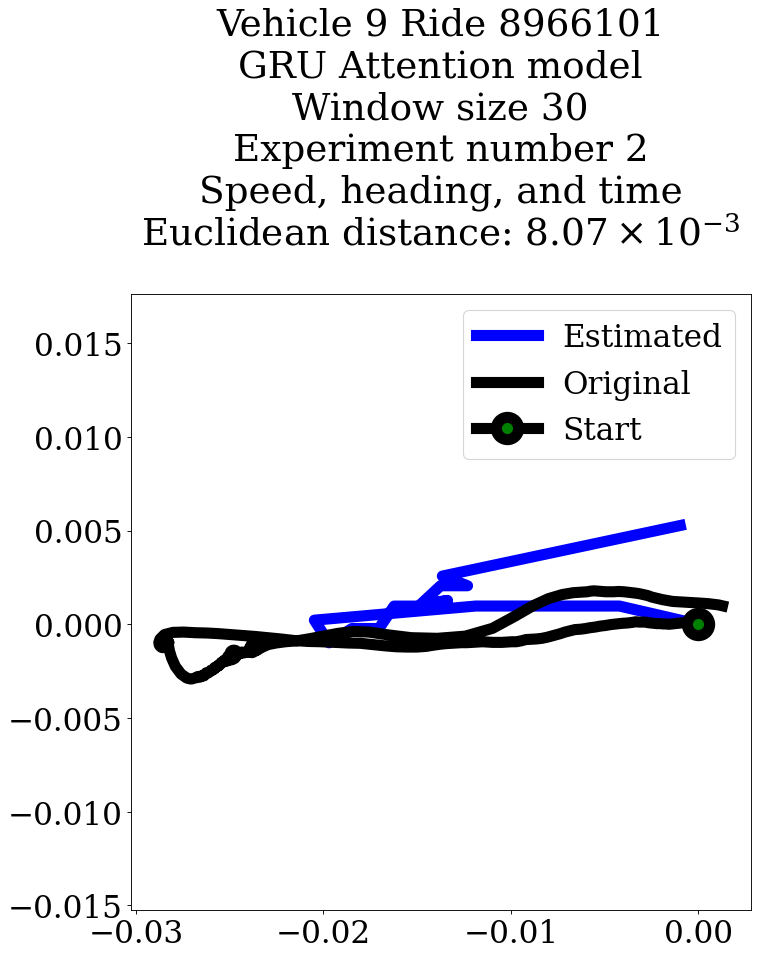 Vehicle 9 Ride 8966101
GRU Attention model
Window size 30
Experiment number 2
Speed, heading, and time
Euclidean distance: 8.07 × 10⁻³
Estimated
Original
Start
0.015
0.010
0.005
0.000
−0.005
−0.010
−0.015
−0.03
−0.02
−0.01
0.00